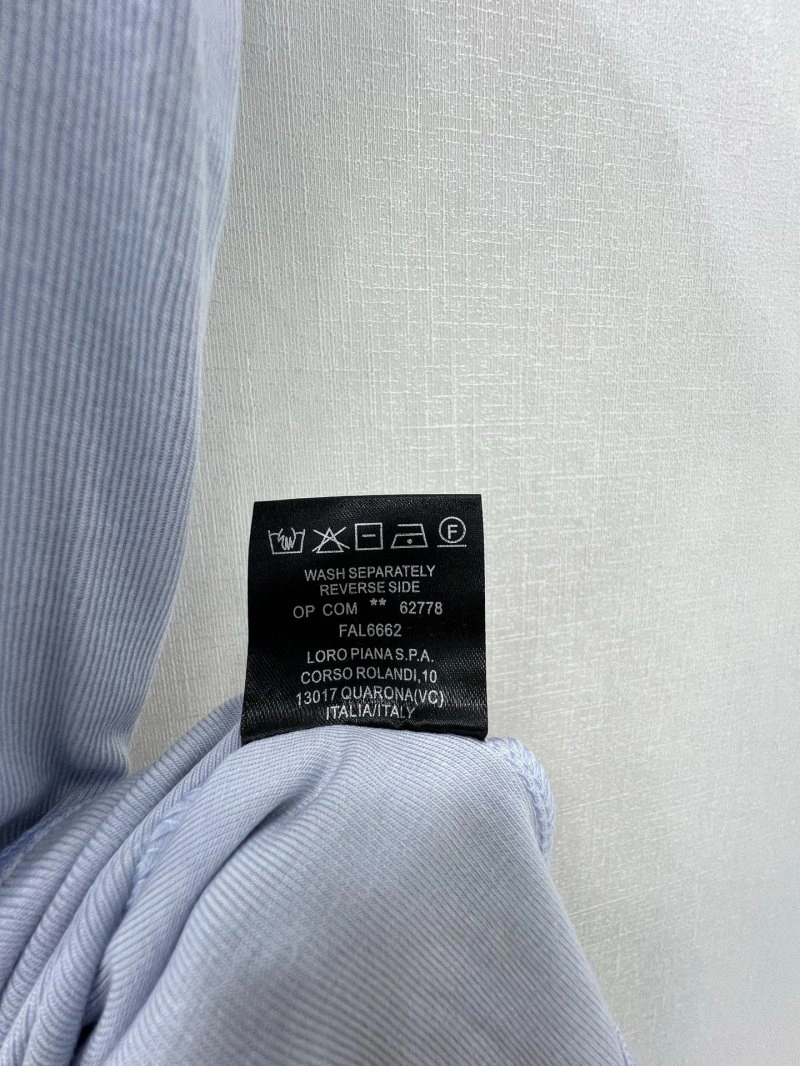 F
WASH SEPARATELY
REVERSE SIDE
OP COM ** 62778
FAL6662
LORO PIANA S.P.A.
CORSO ROLANDI,10
13017 QUARONA(VC)
ITALIA/ITALY